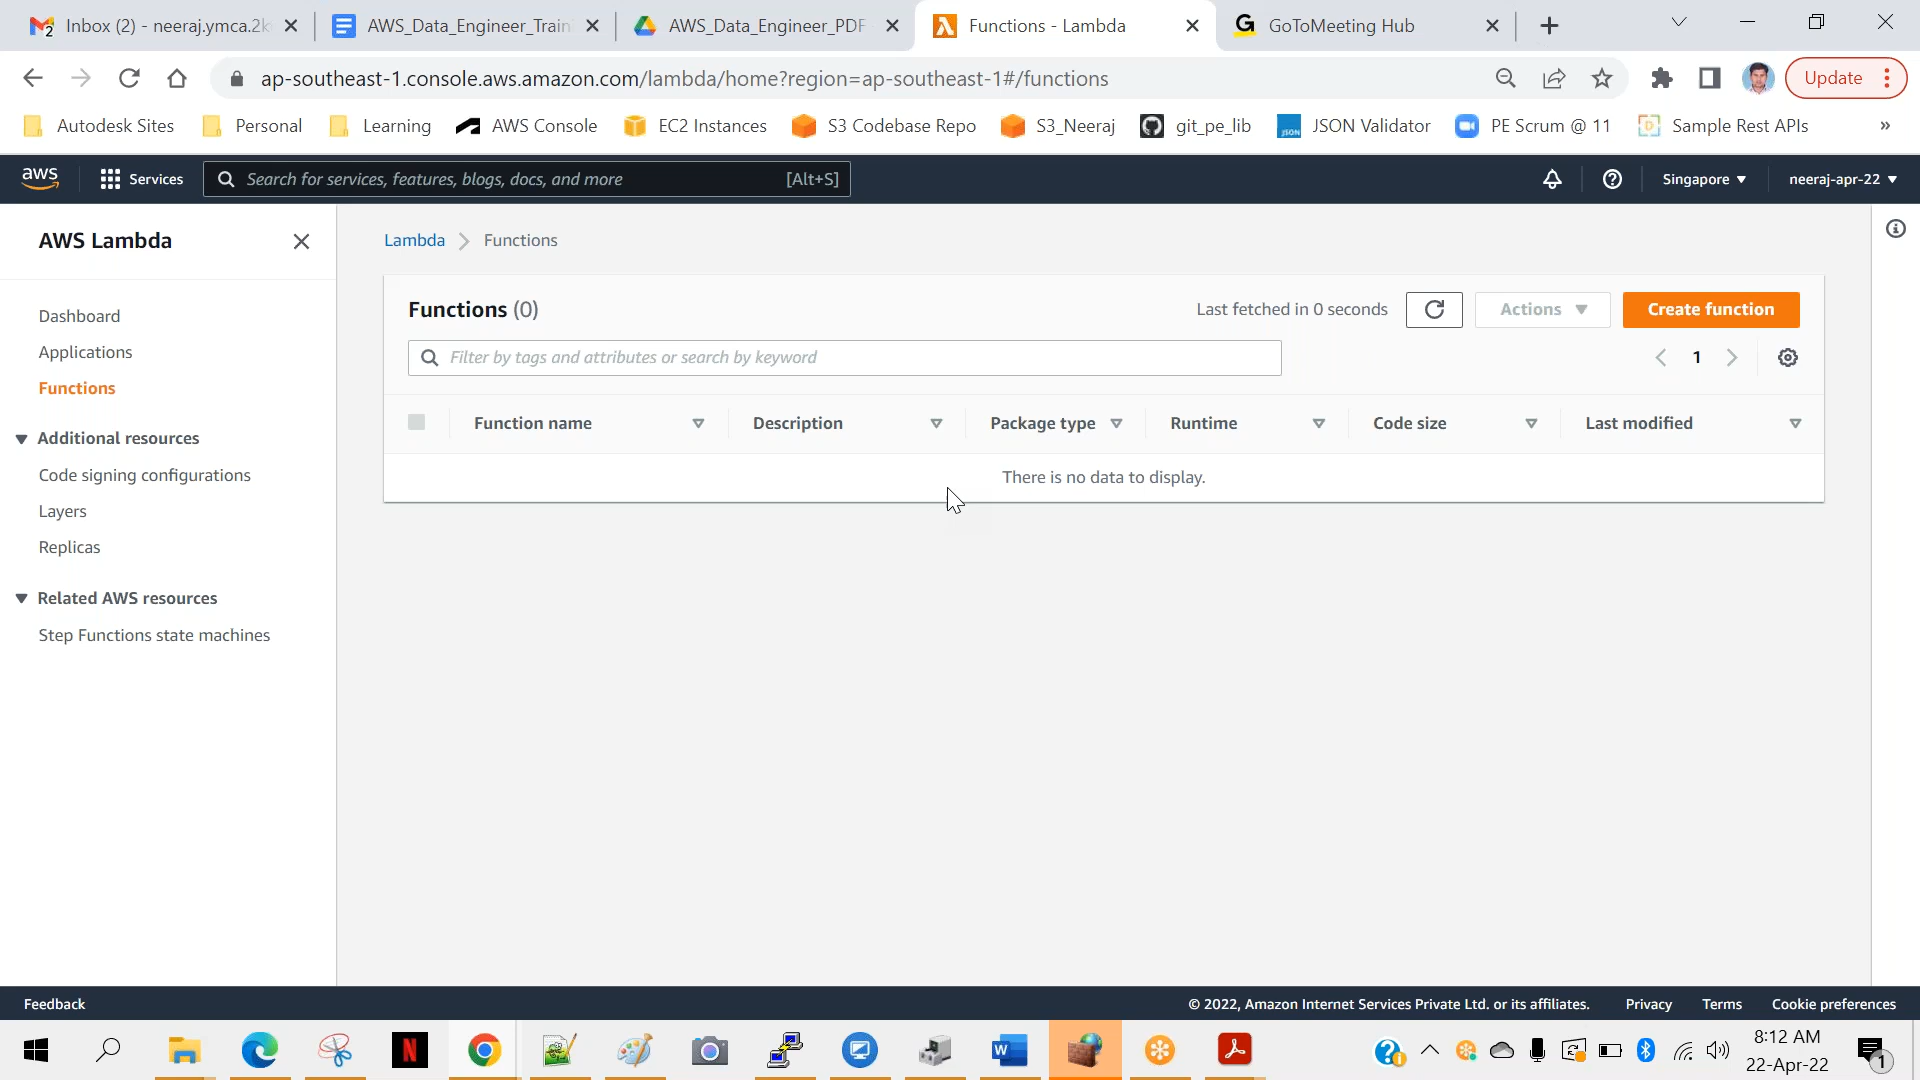 Inbox (2) - neeraj.ymca.2k
AWS_Data_Engineer_Train
AWS_Data_Engineer_PDF
Functions - Lambda
GoToMeeting Hub
ap-southeast-1.console.aws.amazon.com/lambda/home?region=ap-southeast-1#/functions
Update
Autodesk Sites
Personal
Learning
AWS Console
EC2 Instances
S3 Codebase Repo
S3_Neeraj
git_pe_lib
JSON Validator
PE Scrum @ 11
Sample Rest APIs
»
aws
Services
Search for services, features, blogs, docs, and more
[Alt+S]
Singapore
neeraj-apr-22
AWS Lambda
Dashboard
Applications
Functions
Additional resources
Code signing configurations
Layers
Replicas
Related AWS resources
Step Functions state machines
Lambda
Functions
Functions (0)
Last fetched in 0 seconds
Actions
Create function
Filter by tags and attributes or search by keyword
1
Function name
Description
Package type
Runtime
Code size
Last modified
There is no data to display.
Feedback
© 2022, Amazon Internet Services Private Ltd. or its affiliates.
Privacy
Terms
Cookie preferences
8:12 AM
22-Apr-22
1